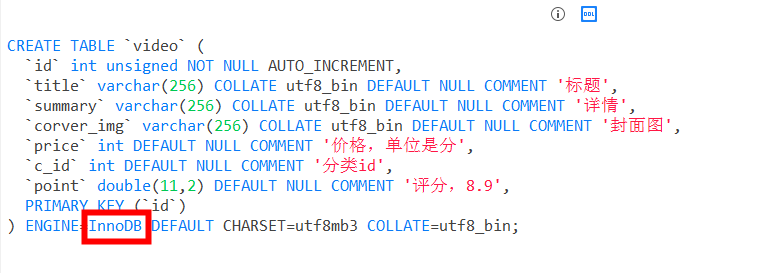 DDL
CREATE TABLE `video` (
  `id` int unsigned NOT NULL AUTO_INCREMENT,
  `title` varchar(256) COLLATE utf8_bin DEFAULT NULL COMMENT '标题',
  `summary` varchar(256) COLLATE utf8_bin DEFAULT NULL COMMENT '详情',
  `corver_img` varchar(256) COLLATE utf8_bin DEFAULT NULL COMMENT '封面图',
  `price` int DEFAULT NULL COMMENT '价格，单位是分',
  `c_id` int DEFAULT NULL COMMENT '分类id',
  `point` double(11,2) DEFAULT NULL COMMENT '评分，8.9',
  PRIMARY KEY (`id`)
) ENGINE=InnoDB DEFAULT CHARSET=utf8mb3 COLLATE=utf8_bin;